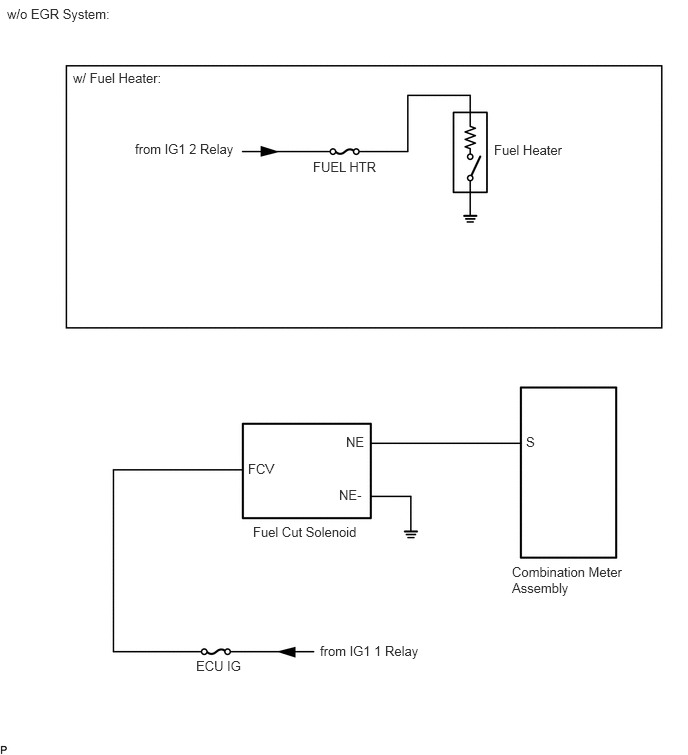 w/o EGR System:
w/ Fuel Heater:
from IG1 2 Relay
FUEL HTR
Fuel Heater
NE
S
FCV
NE-
Fuel Cut Solenoid
Combination Meter
Assembly
from IG1 1 Relay
ECU IG
P